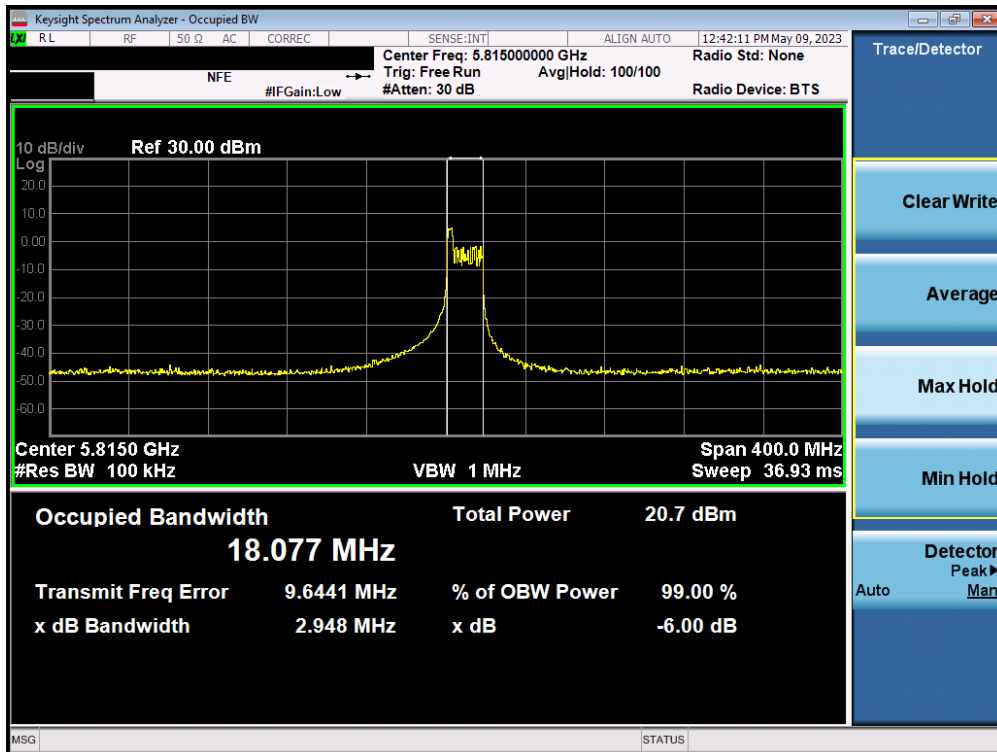 Keysight Spectrum Analyzer - Occupied BW
LXI RL RF 50 Ω AC CORREC SENSE:INT ALIGN AUTO 12:42:11 PM May 09, 2023
Center Freq: 5.815000000 GHz Radio Std: None
NFE Trig: Free Run Avg|Hold: 100/100
#IFGain:Low #Atten: 30 dB Radio Device: BTS
Trace/Detector
10 dB/div Ref 30.00 dBm
Log
20.0
10.0
0.00
-10.0
-20.0
-30.0
-40.0
-50.0
-60.0
Center 5.8150 GHz Span 400.0 MHz
#Res BW 100 kHz VBW 1 MHz Sweep 36.93 ms
Occupied Bandwidth Total Power 20.7 dBm
18.077 MHz
Transmit Freq Error 9.6441 MHz % of OBW Power 99.00 %
x dB Bandwidth 2.948 MHz x dB -6.00 dB
Clear Write
Average
Max Hold
Min Hold
Detector
Peak
Auto Man
MSG STATUS